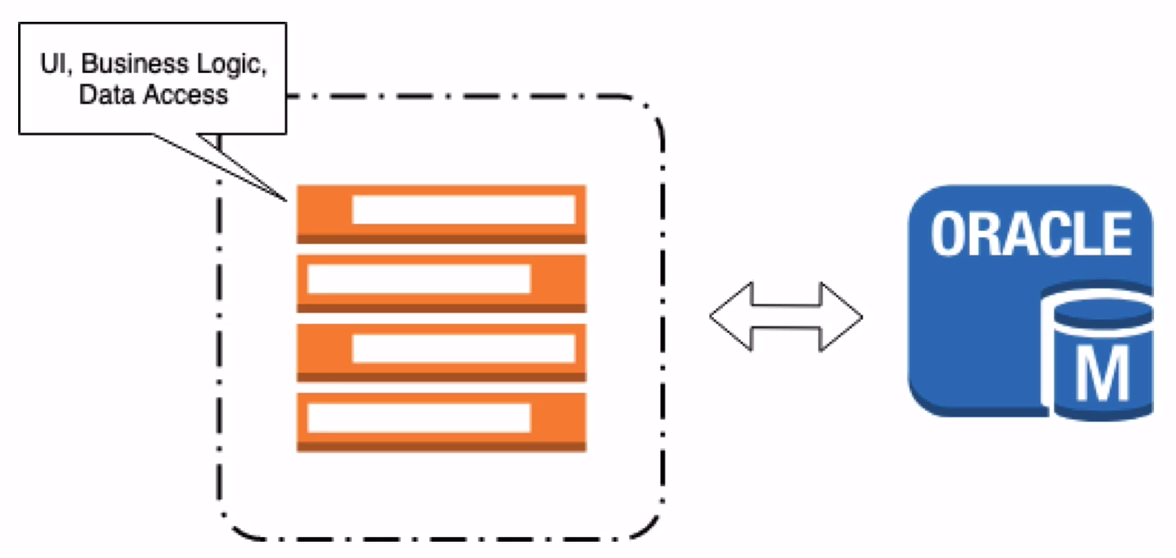 UI, Business Logic,
Data Access
ORACLE
M